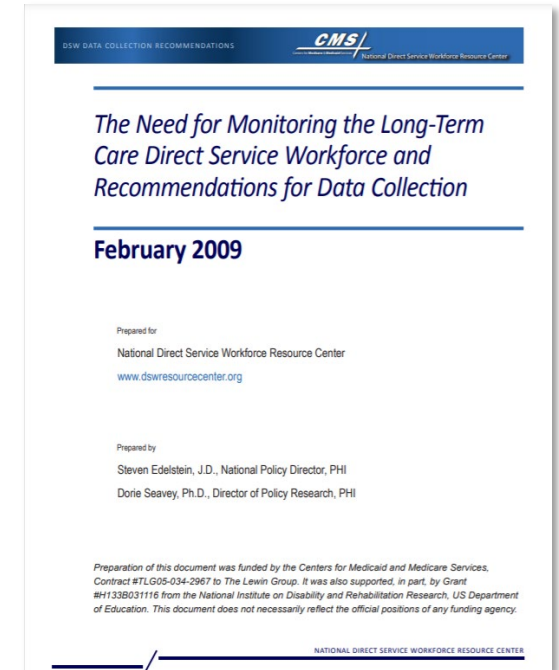 DSW DATA COLLECTION RECOMMENDATIONS
CMS
National Direct Service Workforce Resource Center
The Need for Monitoring the Long-Term
Care Direct Service Workforce and
Recommendations for Data Collection
February 2009
Prepared for
National Direct Service Workforce Resource Center
www.dswresourcecenter.org
Prepared by
Steven Edelstein, J.D., National Policy Director, PHI
Dorie Seavey, Ph.D., Director of Policy Research, PHI
Preparation of this document was funded by the Centers for Medicaid and Medicare Services,
Contract #TLG05-034-2967 to The Lewin Group. It was also supported, in part, by Grant
#H133B031116 from the National Institute on Disability and Rehabilitation Research, US Department
of Education. This document does not necessarily reflect the official positions of any funding agency.
NATIONAL DIRECT SERVICE WORKFORCE RESOURCE CENTER